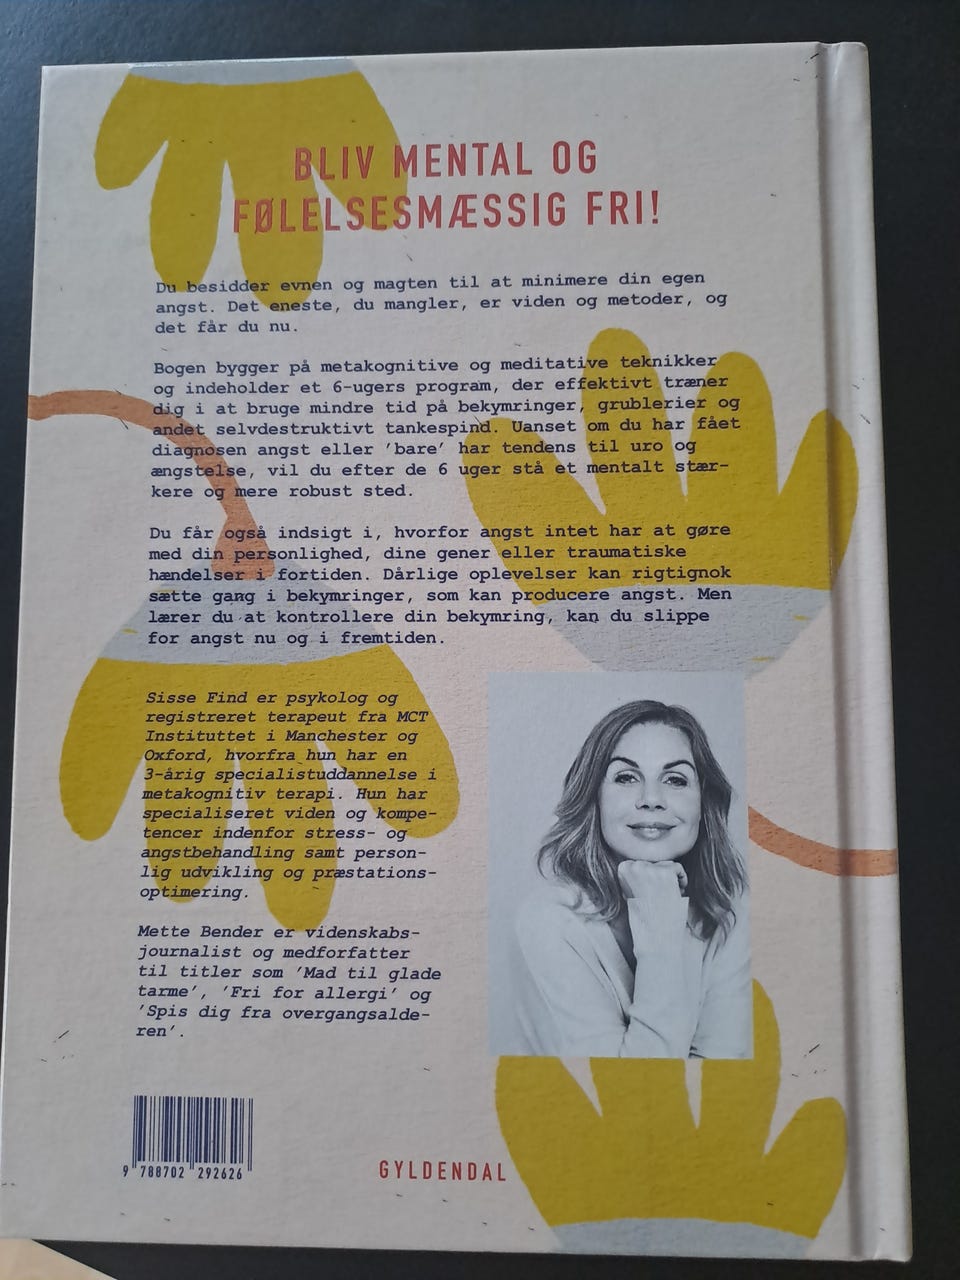 BLIV MENTAL OG
FØLELSESMÆSSIG FRI!
Du besidder evnen og magten til at minimere din egen
angst. Det eneste, du mangler, er viden og metoder, og
det får du nu.
Bogen bygger på metakognitive og meditative teknikker
og indeholder et 6-ugers program, der effektivt træner
dig i at bruge mindre tid på bekymringer, grublerier og
andet selvdestruktivt tankespind. Uanset om du har fået
diagnosen angst eller 'bare' har tendens til uro og
ængstelse, vil du efter de 6 uger stå et mentalt stær-
kere og mere robust sted.
Du får også indsigt i, hvorfor angst intet har at gøre
med din personlighed, dine gener eller traumatiske
hændelser i fortiden. Dårlige oplevelser kan rigtignok
sætte gang i bekymringer, som kan producere angst. Men
lærer du at kontrollere din bekymring, kan du slippe
for angst nu og i fremtiden.
Sisse Find er psykolog og
registreret terapeut fra MCT
Instituttet i Manchester og
Oxford, hvorfra hun har en
3-årig specialistuddannelse i
metakognitiv terapi. Hun har
specialiseret viden og kompe-
tencer indenfor stress- og
angstbehandling samt person-
lig udvikling og præstations-
optimering.
Mette Bender er videnskabs-
journalist og medforfatter
til titler som 'Mad til glade
tarme', 'Fri for allergi' og
'Spis dig fra overgangsalde-
ren'.
9 788702 292626
GYLDENDAL